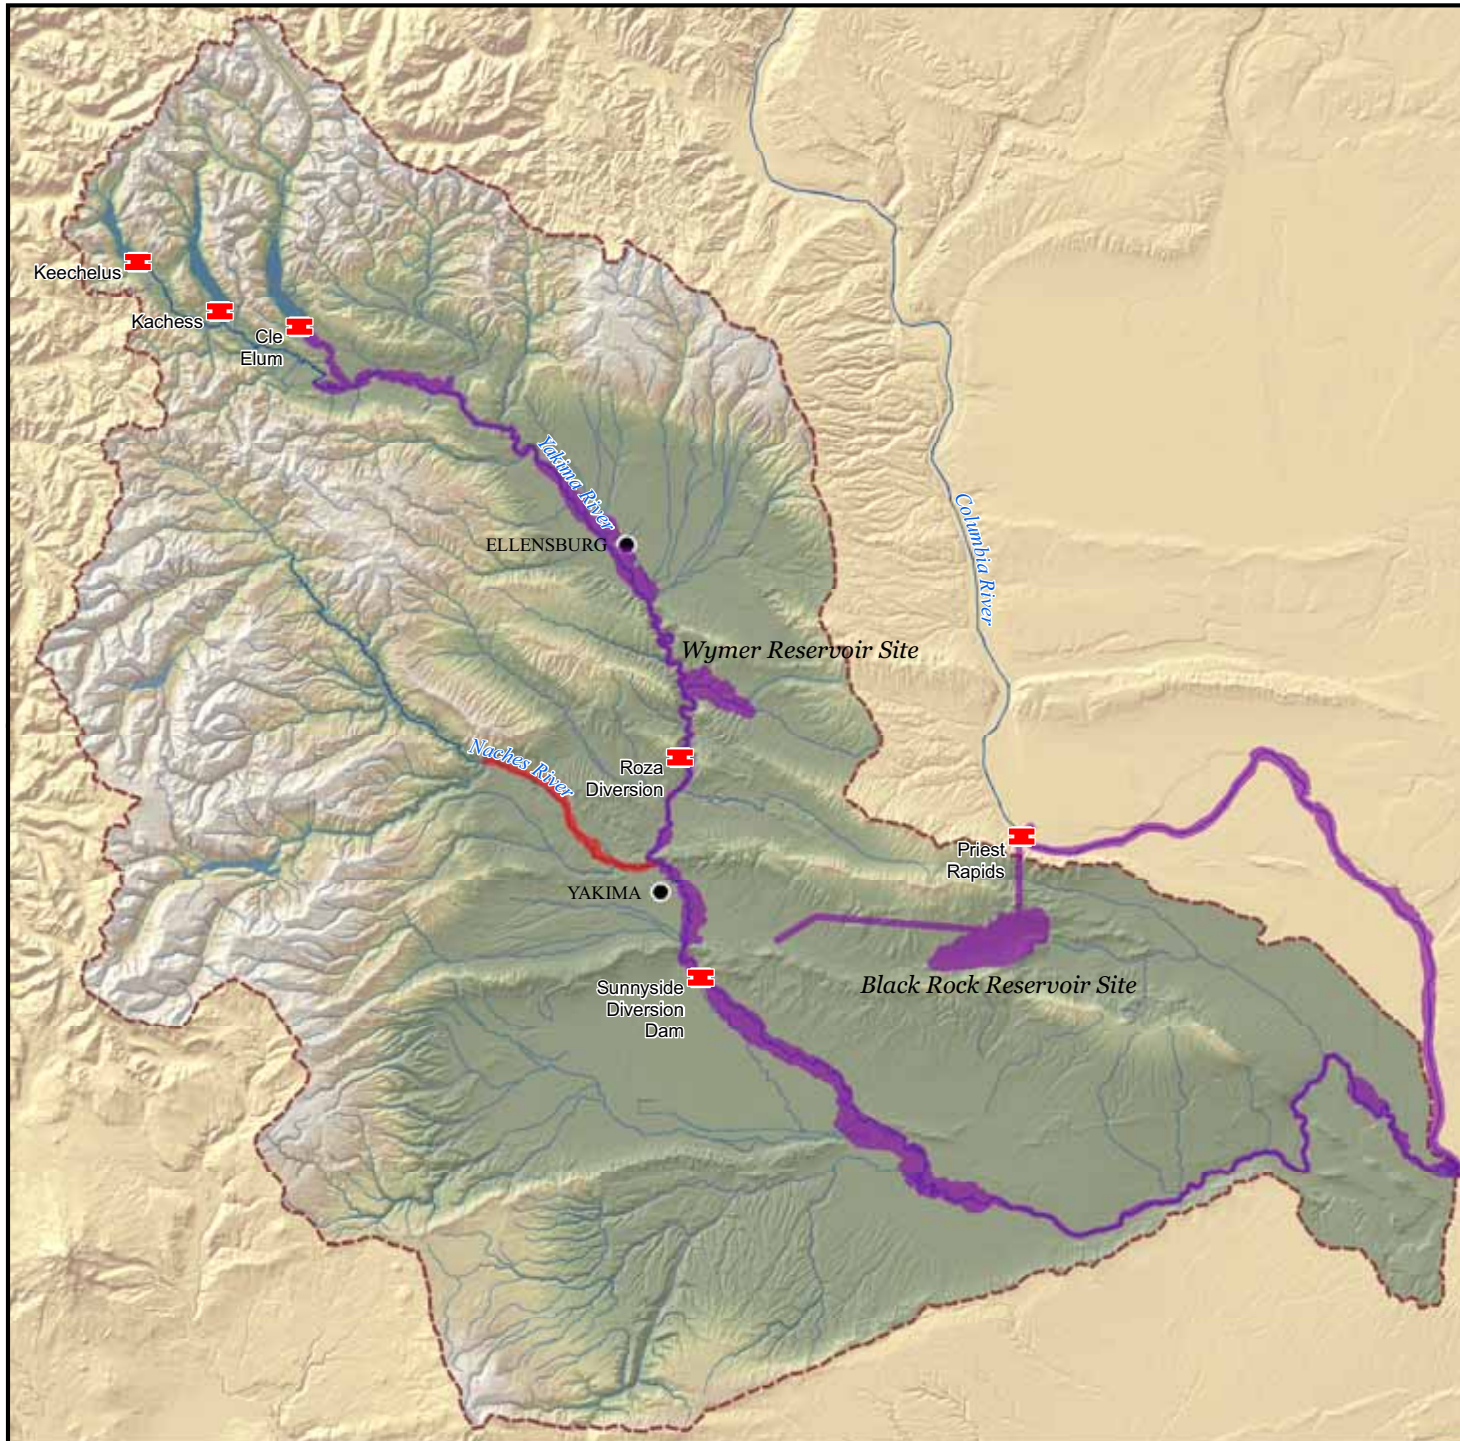 Keechelus
Kachess
Cle
Elum
Yakima River
ELLENSBURG
Columbia River
Wymer Reservoir Site
Naches River
Roza
Diversion
Priest
Rapids
YAKIMA
Sunnyside
Diversion
Dam
Black Rock Reservoir Site